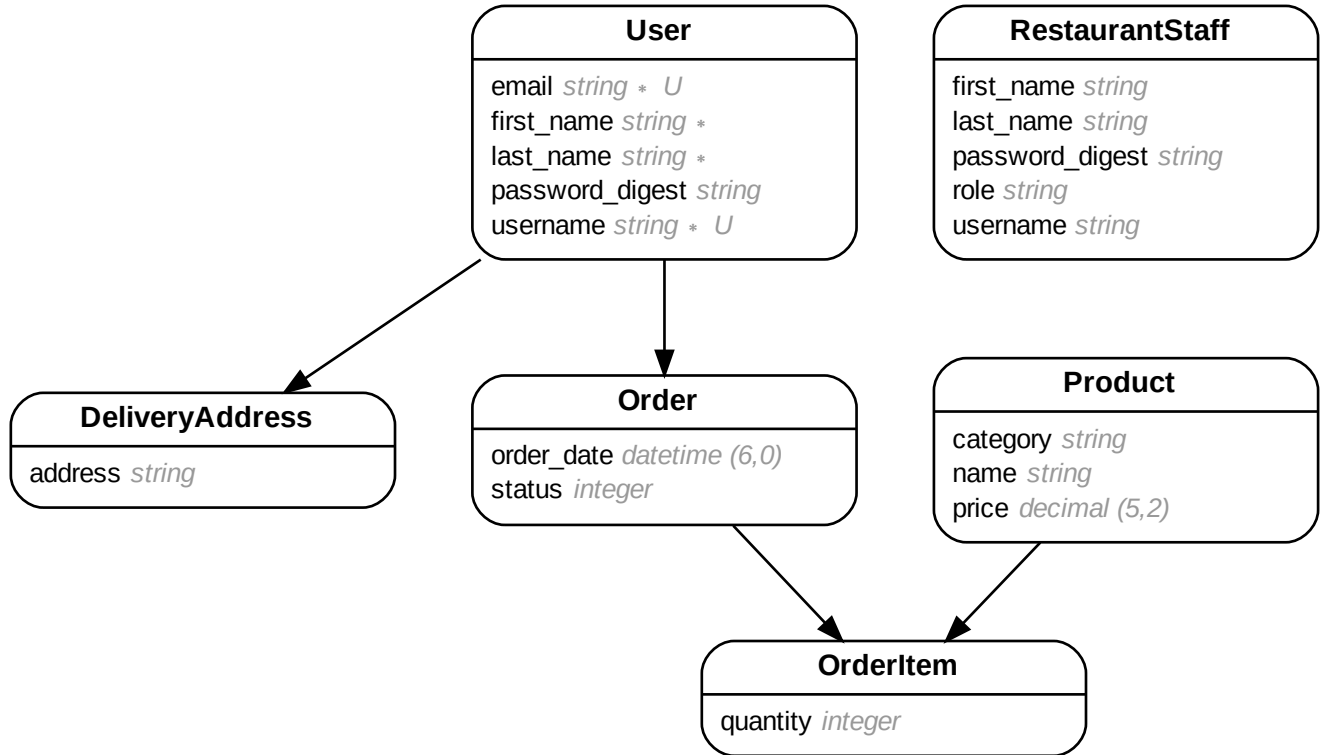 User
email string * U
first_name string *
last_name string *
password_digest string
username string * U
RestaurantStaff
first_name string
last_name string
password_digest string
role string
username string
DeliveryAddress
address string
Order
order_date datetime (6,0)
status integer
Product
category string
name string
price decimal (5,2)
OrderItem
quantity integer